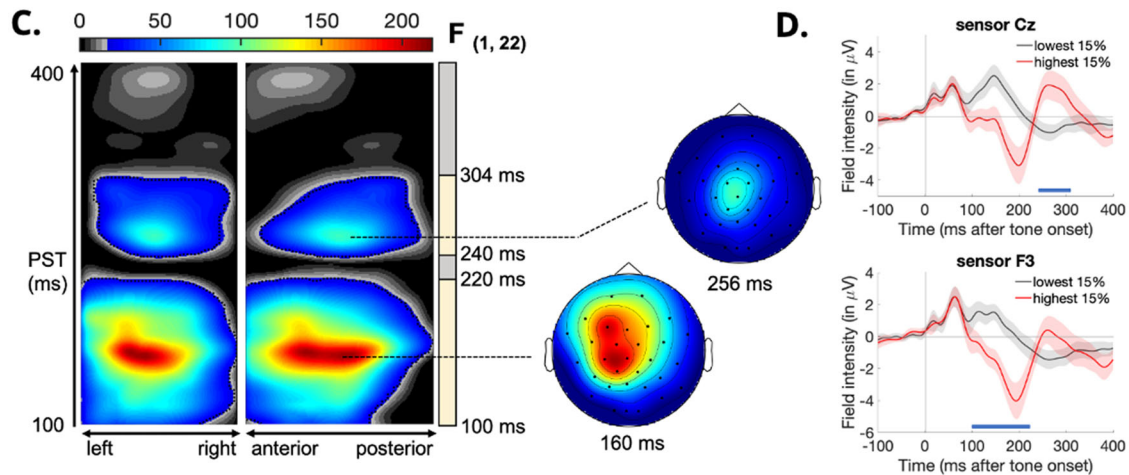 C.
0 50 100 150 200
F (1, 22)
400
PST
(ms)
100
304 ms
240 ms
220 ms
100 ms
left right
anterior posterior
256 ms
160 ms
D.
sensor Cz
lowest 15%
highest 15%
Field intensity (in μV)
4
2
0
-2
-4
-6
-100 0 100 200 300 400
Time (ms after tone onset)
sensor F3
lowest 15%
highest 15%
Field intensity (in μV)
4
2
0
-2
-4
-6
-100 0 100 200 300 400
Time (ms after tone onset)